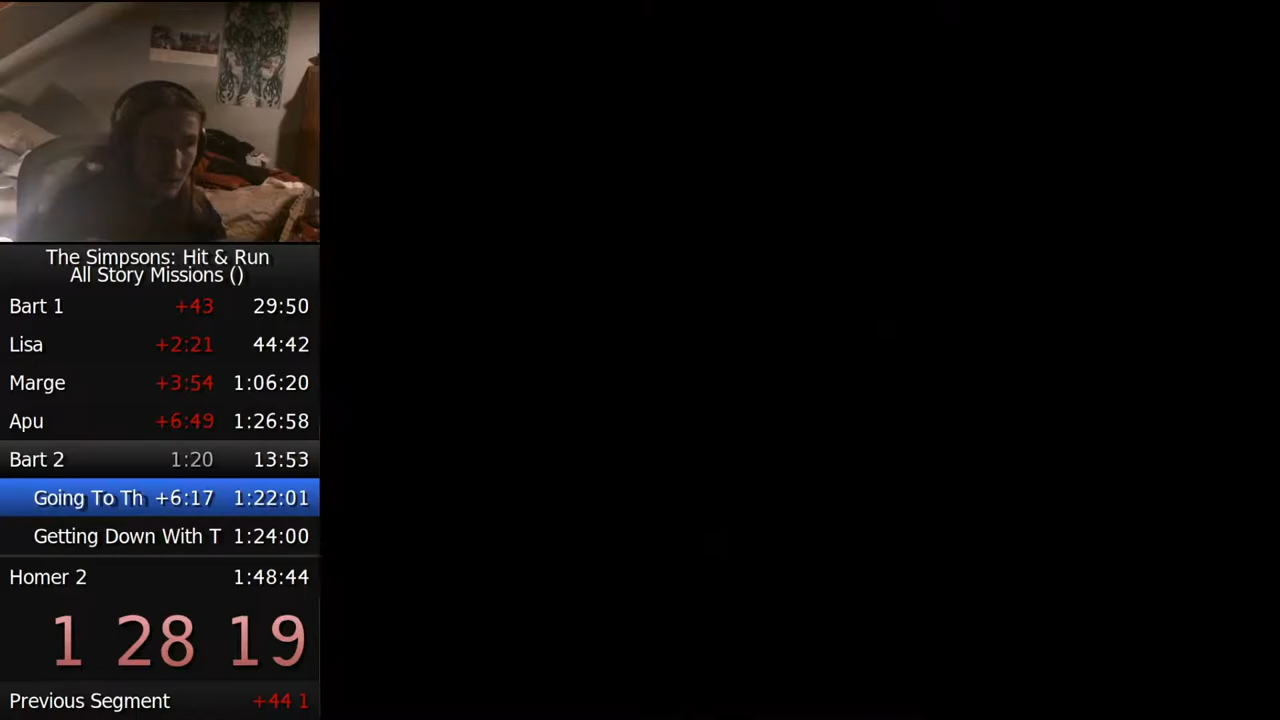 The Simpsons: Hit & Run
All Story Missions ()
Bart 1 +43 29:50
Lisa +2:21 44:42
Marge +3:54 1:06:20
Apu +6:49 1:26:58
Bart 2 1:20 13:53
Going To Th +6:17 1:22:01
Getting Down With T 1:24:00
Homer 2 1:48:44
1 28 19
Previous Segment +44 1